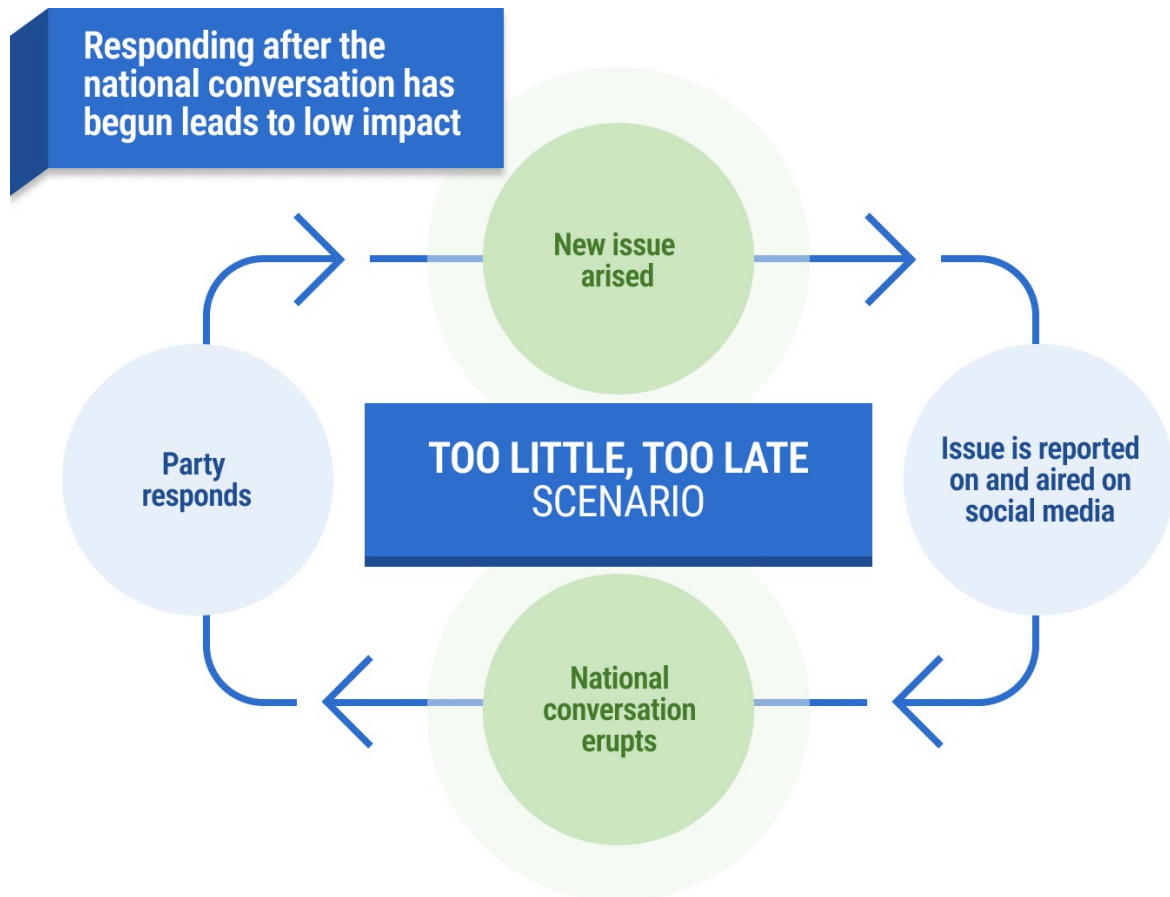 Responding after the
national conversation has
begun leads to low impact
New issue
arised
Party
responds
TOO LITTLE, TOO LATE
SCENARIO
Issue is reported
on and aired on
social media
National
conversation
erupts